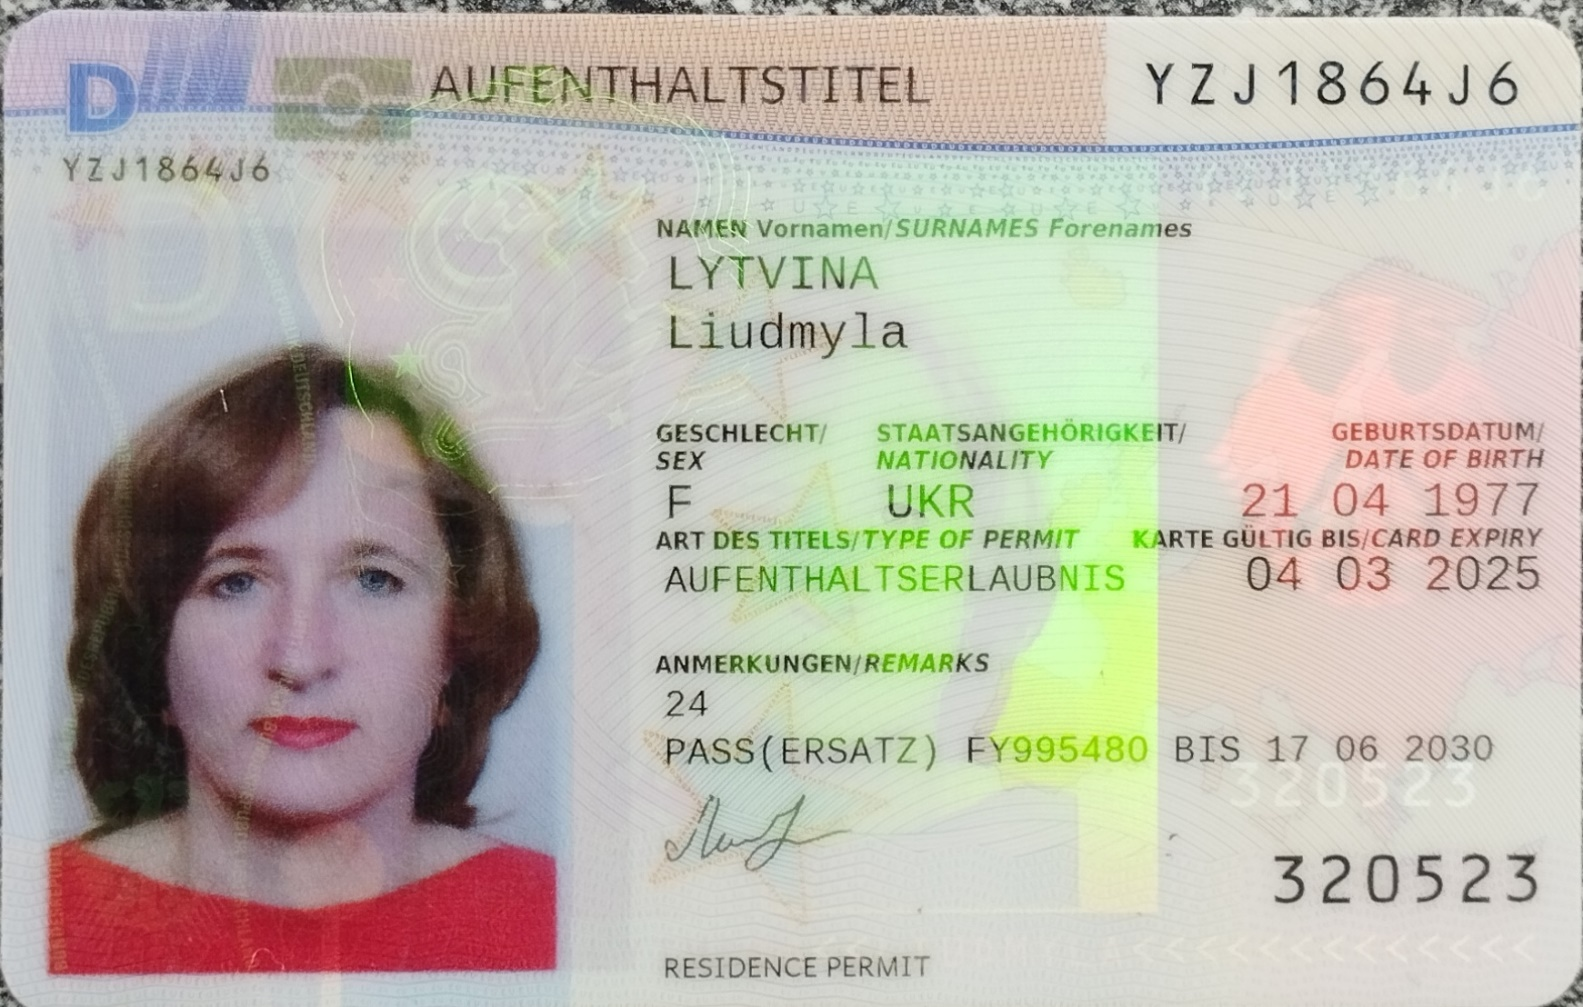 D AUFENTHALTSTITEL YZJ1864J6
YZJ1864J6
NAMEN Vornamen/SURNAMES Forenames
LYTVINA
Liudmyla
GESCHLECHT/ STAATSANGEHÖRIGKEIT/ GEBURTSDATUM/
SEX NATIONALITY DATE OF BIRTH
F UKR 21 04 1977
ART DES TITELS/TYPE OF PERMIT KARTE GÜLTIG BIS/CARD EXPIRY
AUFENTHALTSERLAUBNIS 04 03 2025
ANMERKUNGEN/REMARKS
24
PASS(ERSATZ) FY995480 BIS 17 06 2030
320523
320523
RESIDENCE PERMIT